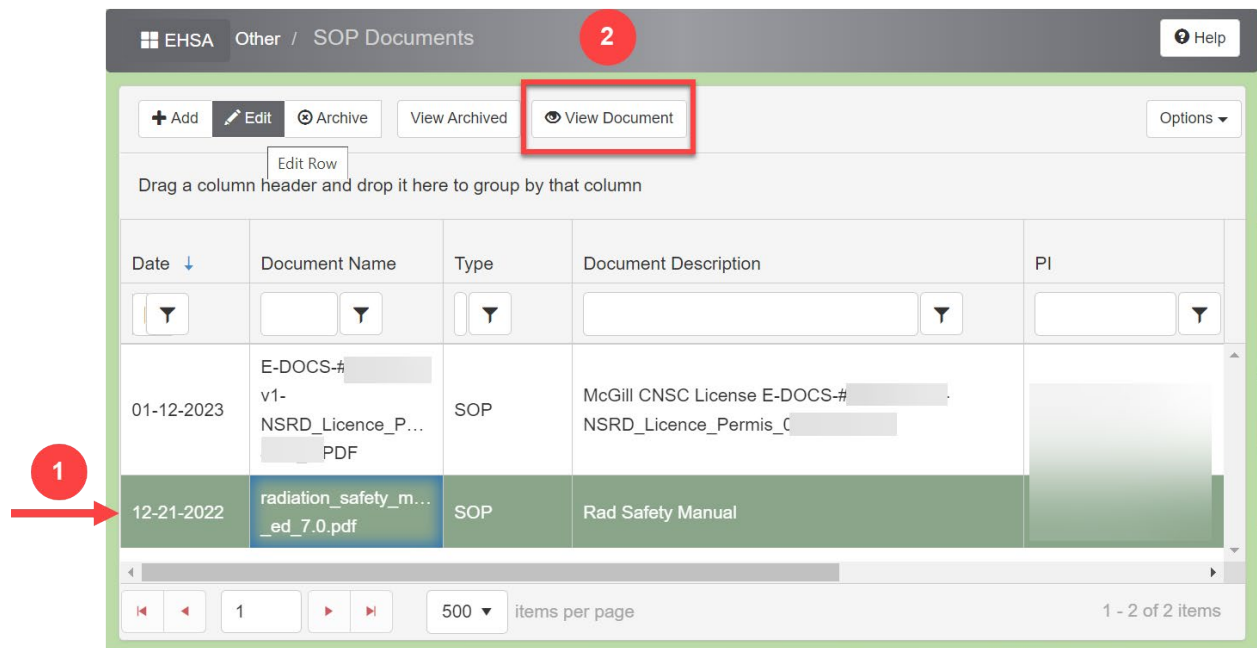 EHSA Other / SOP Documents 2 Help
Add Edit Archive View Archived View Document Options
Edit Row
Drag a column header and drop it here to group by that column
Date ↓ Document Name Type Document Description PI
01-12-2023
E-DOCS-#
v1-
NSRD_Licence_P...
PDF
SOP
McGill CNSC License E-DOCS-#
NSRD_Licence_Permis_
1
12-21-2022
radiation_safety_m...
_ed_7.0.pdf
SOP
Rad Safety Manual
1 500 items per page 1 - 2 of 2 items